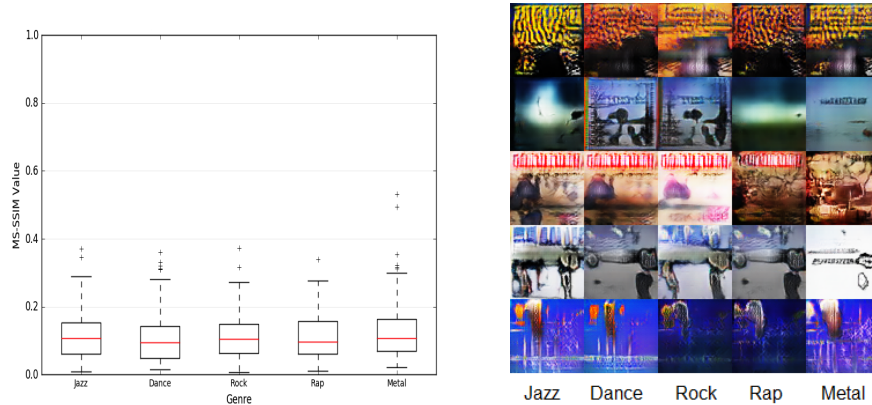 1.0
0.8
0.6
0.4
0.2
0.0
MS-SSIM Value
Jazz Dance Rock Rap Metal
Genre
Jazz Dance Rock Rap Metal